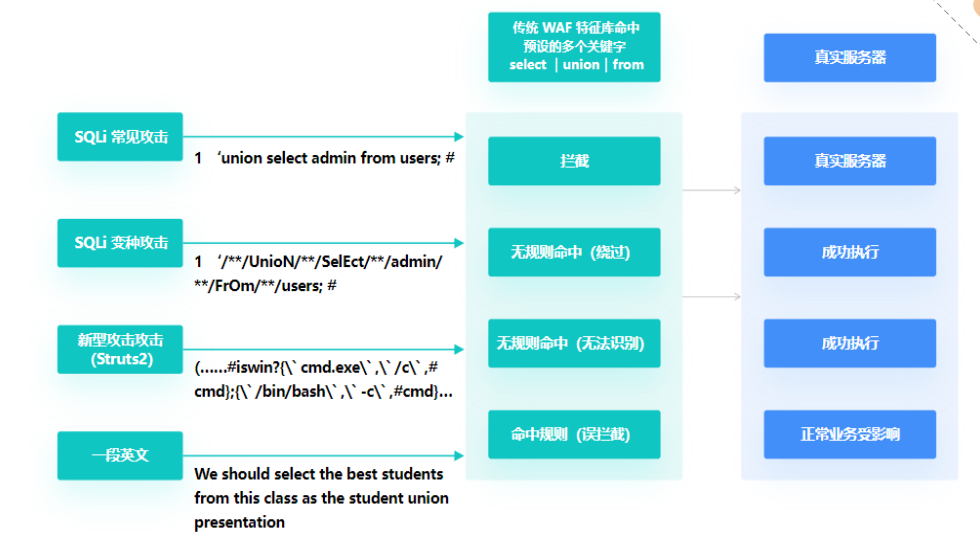 传统 WAF 特征库命中
预设的多个关键字
select | union | from
真实服务器
SQLi 常见攻击
1 ‘union select admin from users; #
拦截
真实服务器
SQLi 变种攻击
1 ‘/**/UnioN/**/SelEct/**/admin/
**/FrOm/**/users; #
无规则命中（绕过）
成功执行
新型攻击攻击
(Struts2)
(......#iswin?{\`cmd.exe\`,\`/c\`,#
cmd};{\`/bin/bash\`,\`-c\`,#cmd}...
无规则命中（无法识别）
成功执行
一段英文
We should select the best students
from this class as the student union
presentation
命中规则（误拦截）
正常业务受影响